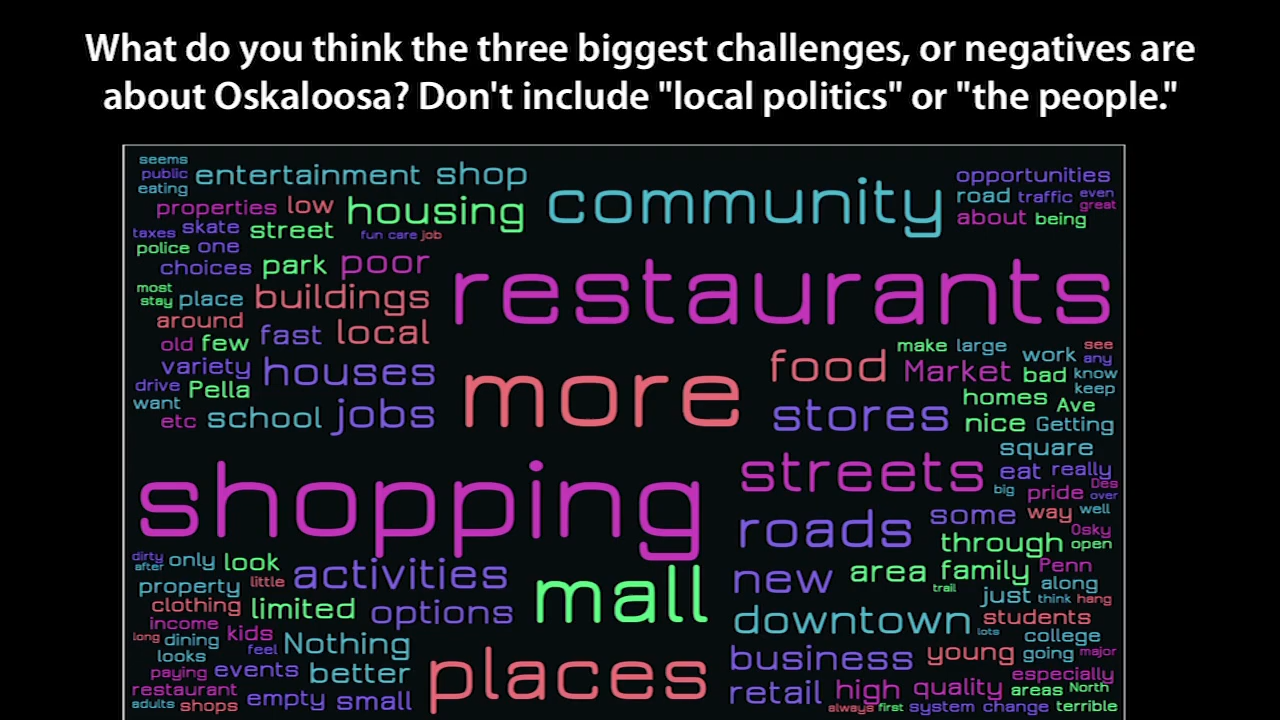 What do you think the three biggest challenges, or negatives are
about Oskaloosa? Don't include "local politics" or "the people."
seems
public
eating
entertainment shop
community
opportunities
road traffic even
great
properties low housing
about being
taxes skate street
fun care job
police one
choices park poor
restaurants
most
stay place buildings
around
old few fast local
make large work see
any
variety houses
more
food Market bad know
keep
drive Pella
want
homes Ave
etc school jobs
stores nice Getting
square
shopping
streets eat really
big pride Des
over
roads some way well
Osky
through open
dirty
after only look activities
mall
new area family Penn
trail along
property little
clothing limited options
just think hang
income
downtown students
lots college
long dining kids
feel Nothing
looks
places
business young going major
paying events better
especially
restaurant
adults shops empty small
retail high quality areas North
always first system change terrible